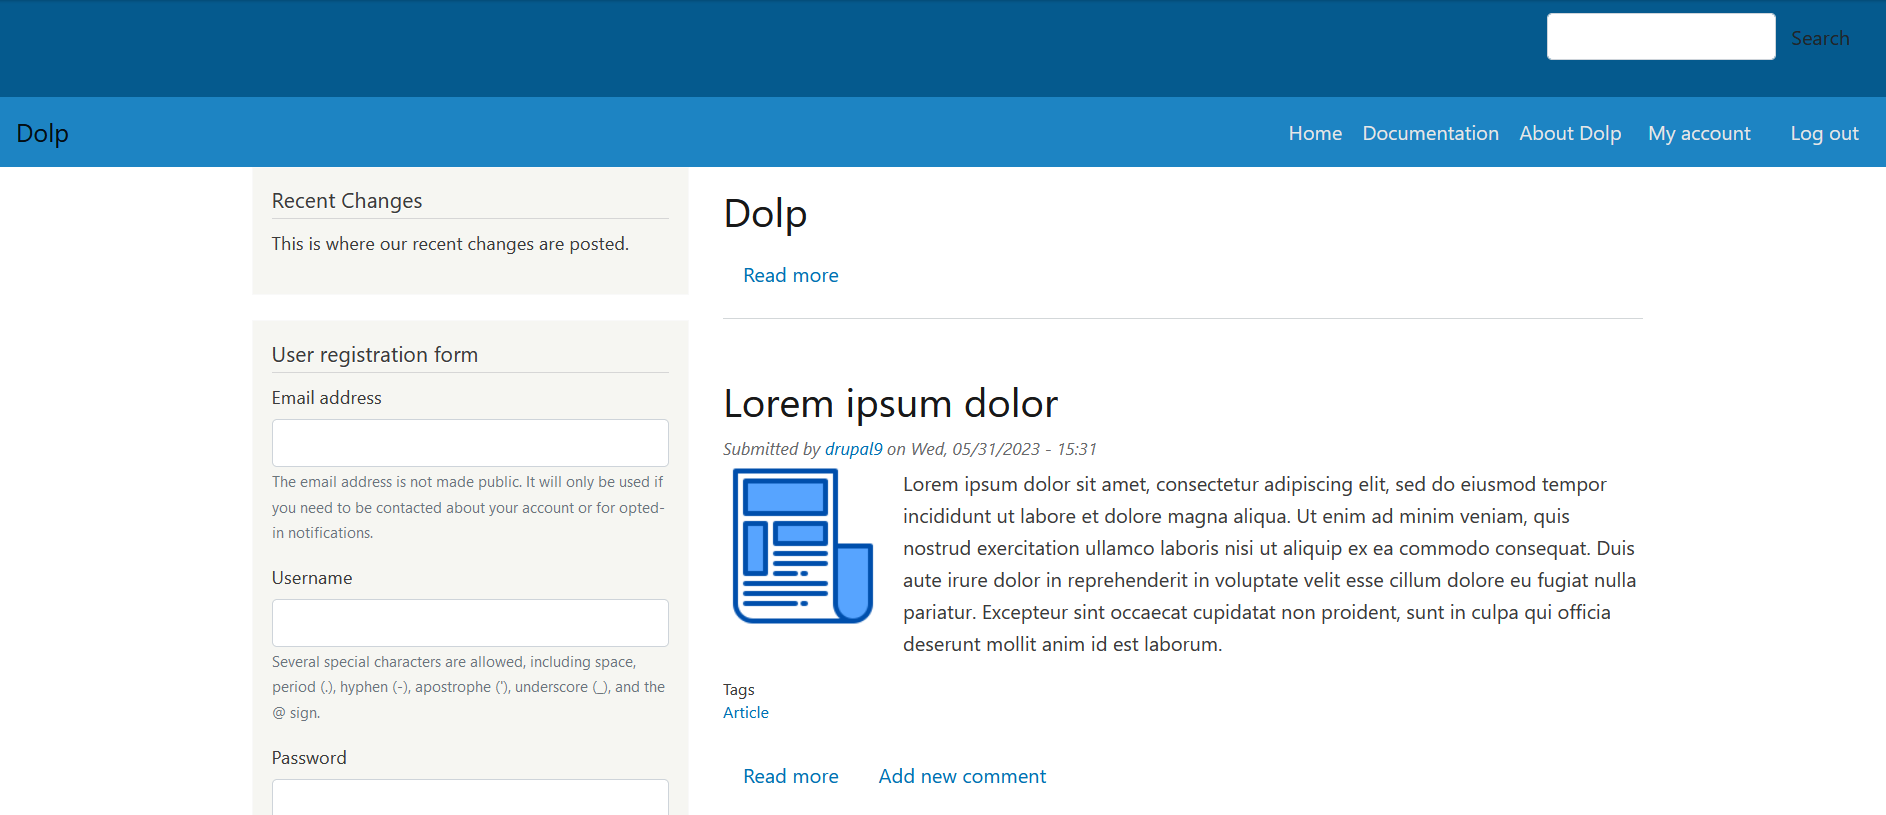 Search
Dolp
Home Documentation About Dolp My account Log out
Recent Changes
This is where our recent changes are posted.
User registration form
Email address
The email address is not made public. It will only be used if
you need to be contacted about your account or for opted-
in notifications.
Username
Several special characters are allowed, including space,
period (.), hyphen (-), apostrophe ('), underscore (_), and the
@ sign.
Password
Dolp
Read more
Lorem ipsum dolor
Submitted by drupal9 on Wed, 05/31/2023 - 15:31
Lorem ipsum dolor sit amet, consectetur adipiscing elit, sed do eiusmod tempor
incididunt ut labore et dolore magna aliqua. Ut enim ad minim veniam, quis
nostrud exercitation ullamco laboris nisi ut aliquip ex ea commodo consequat. Duis
aute irure dolor in reprehenderit in voluptate velit esse cillum dolore eu fugiat nulla
pariatur. Excepteur sint occaecat cupidatat non proident, sunt in culpa qui officia
deserunt mollit anim id est laborum.
Tags
Article
Read more Add new comment